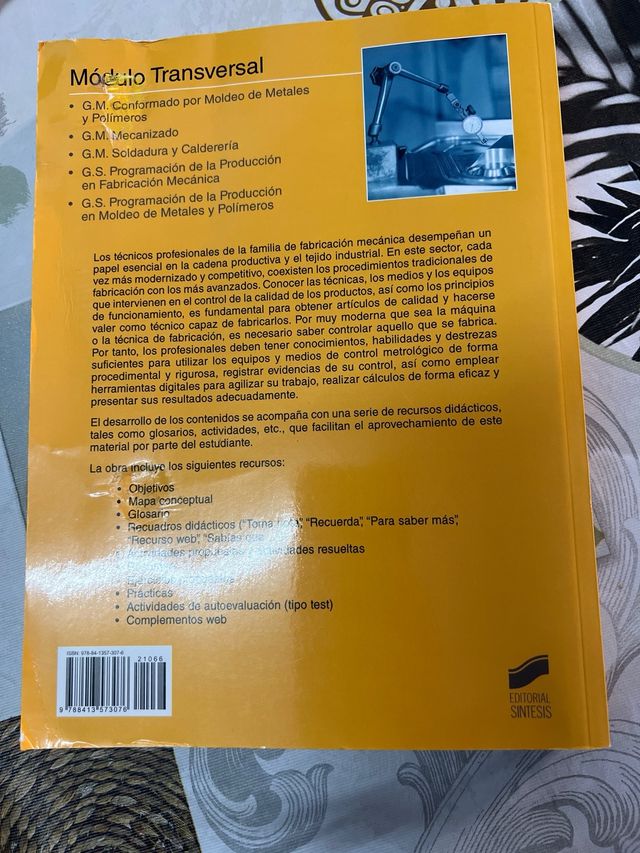 Módulo Transversal
• G.M. Conformado por Moldeo de Metales
y Polímeros
• G.M. Mecanizado
• G.M. Soldadura y Calderería
• G.S. Programación de la Producción
en Fabricación Mecánica
• G.S. Programación de la Producción
en Moldeo de Metales y Polímeros
Los técnicos profesionales de la familia de fabricación mecánica desempeñan un
papel esencial en la cadena productiva y el tejido industrial. En este sector, cada
vez más modernizado y competitivo, coexisten los procedimientos tradicionales de
fabricación con los más avanzados. Conocer las técnicas, los medios y los equipos
que intervienen en el control de la calidad de los productos, así como los principios
de funcionamiento, es fundamental para obtener artículos de calidad y hacerse
valer como técnico capaz de fabricarlos. Por muy moderna que sea la máquina
o la técnica de fabricación, es necesario saber controlar aquello que se fabrica.
Por tanto, los profesionales deben tener conocimientos, habilidades y destrezas
suficientes para utilizar los equipos y medios de control metrológico de forma
procedimental y rigurosa, registrar evidencias de su control, así como emplear
herramientas digitales para agilizar su trabajo, realizar cálculos de forma eficaz y
presentar sus resultados adecuadamente.
El desarrollo de los contenidos se acompaña con una serie de recursos didácticos,
tales como glosarios, actividades, etc., que facilitan el aprovechamiento de este
material por parte del estudiante.
La obra incluye los siguientes recursos:
• Objetivos
• Mapa conceptual
• Glosario
• Recuadros didácticos ("Toma nota", "Recuerda", "Para saber más",
"Recurso web", "Sabías que
• Actividades propuestas y actividades resueltas
• Prácticas
• Actividades de autoevaluación (tipo test)
• Complementos web
ISBN: 978-84-1357-307-6
21066
9 788413 573076
EDITORIAL
SINTESIS